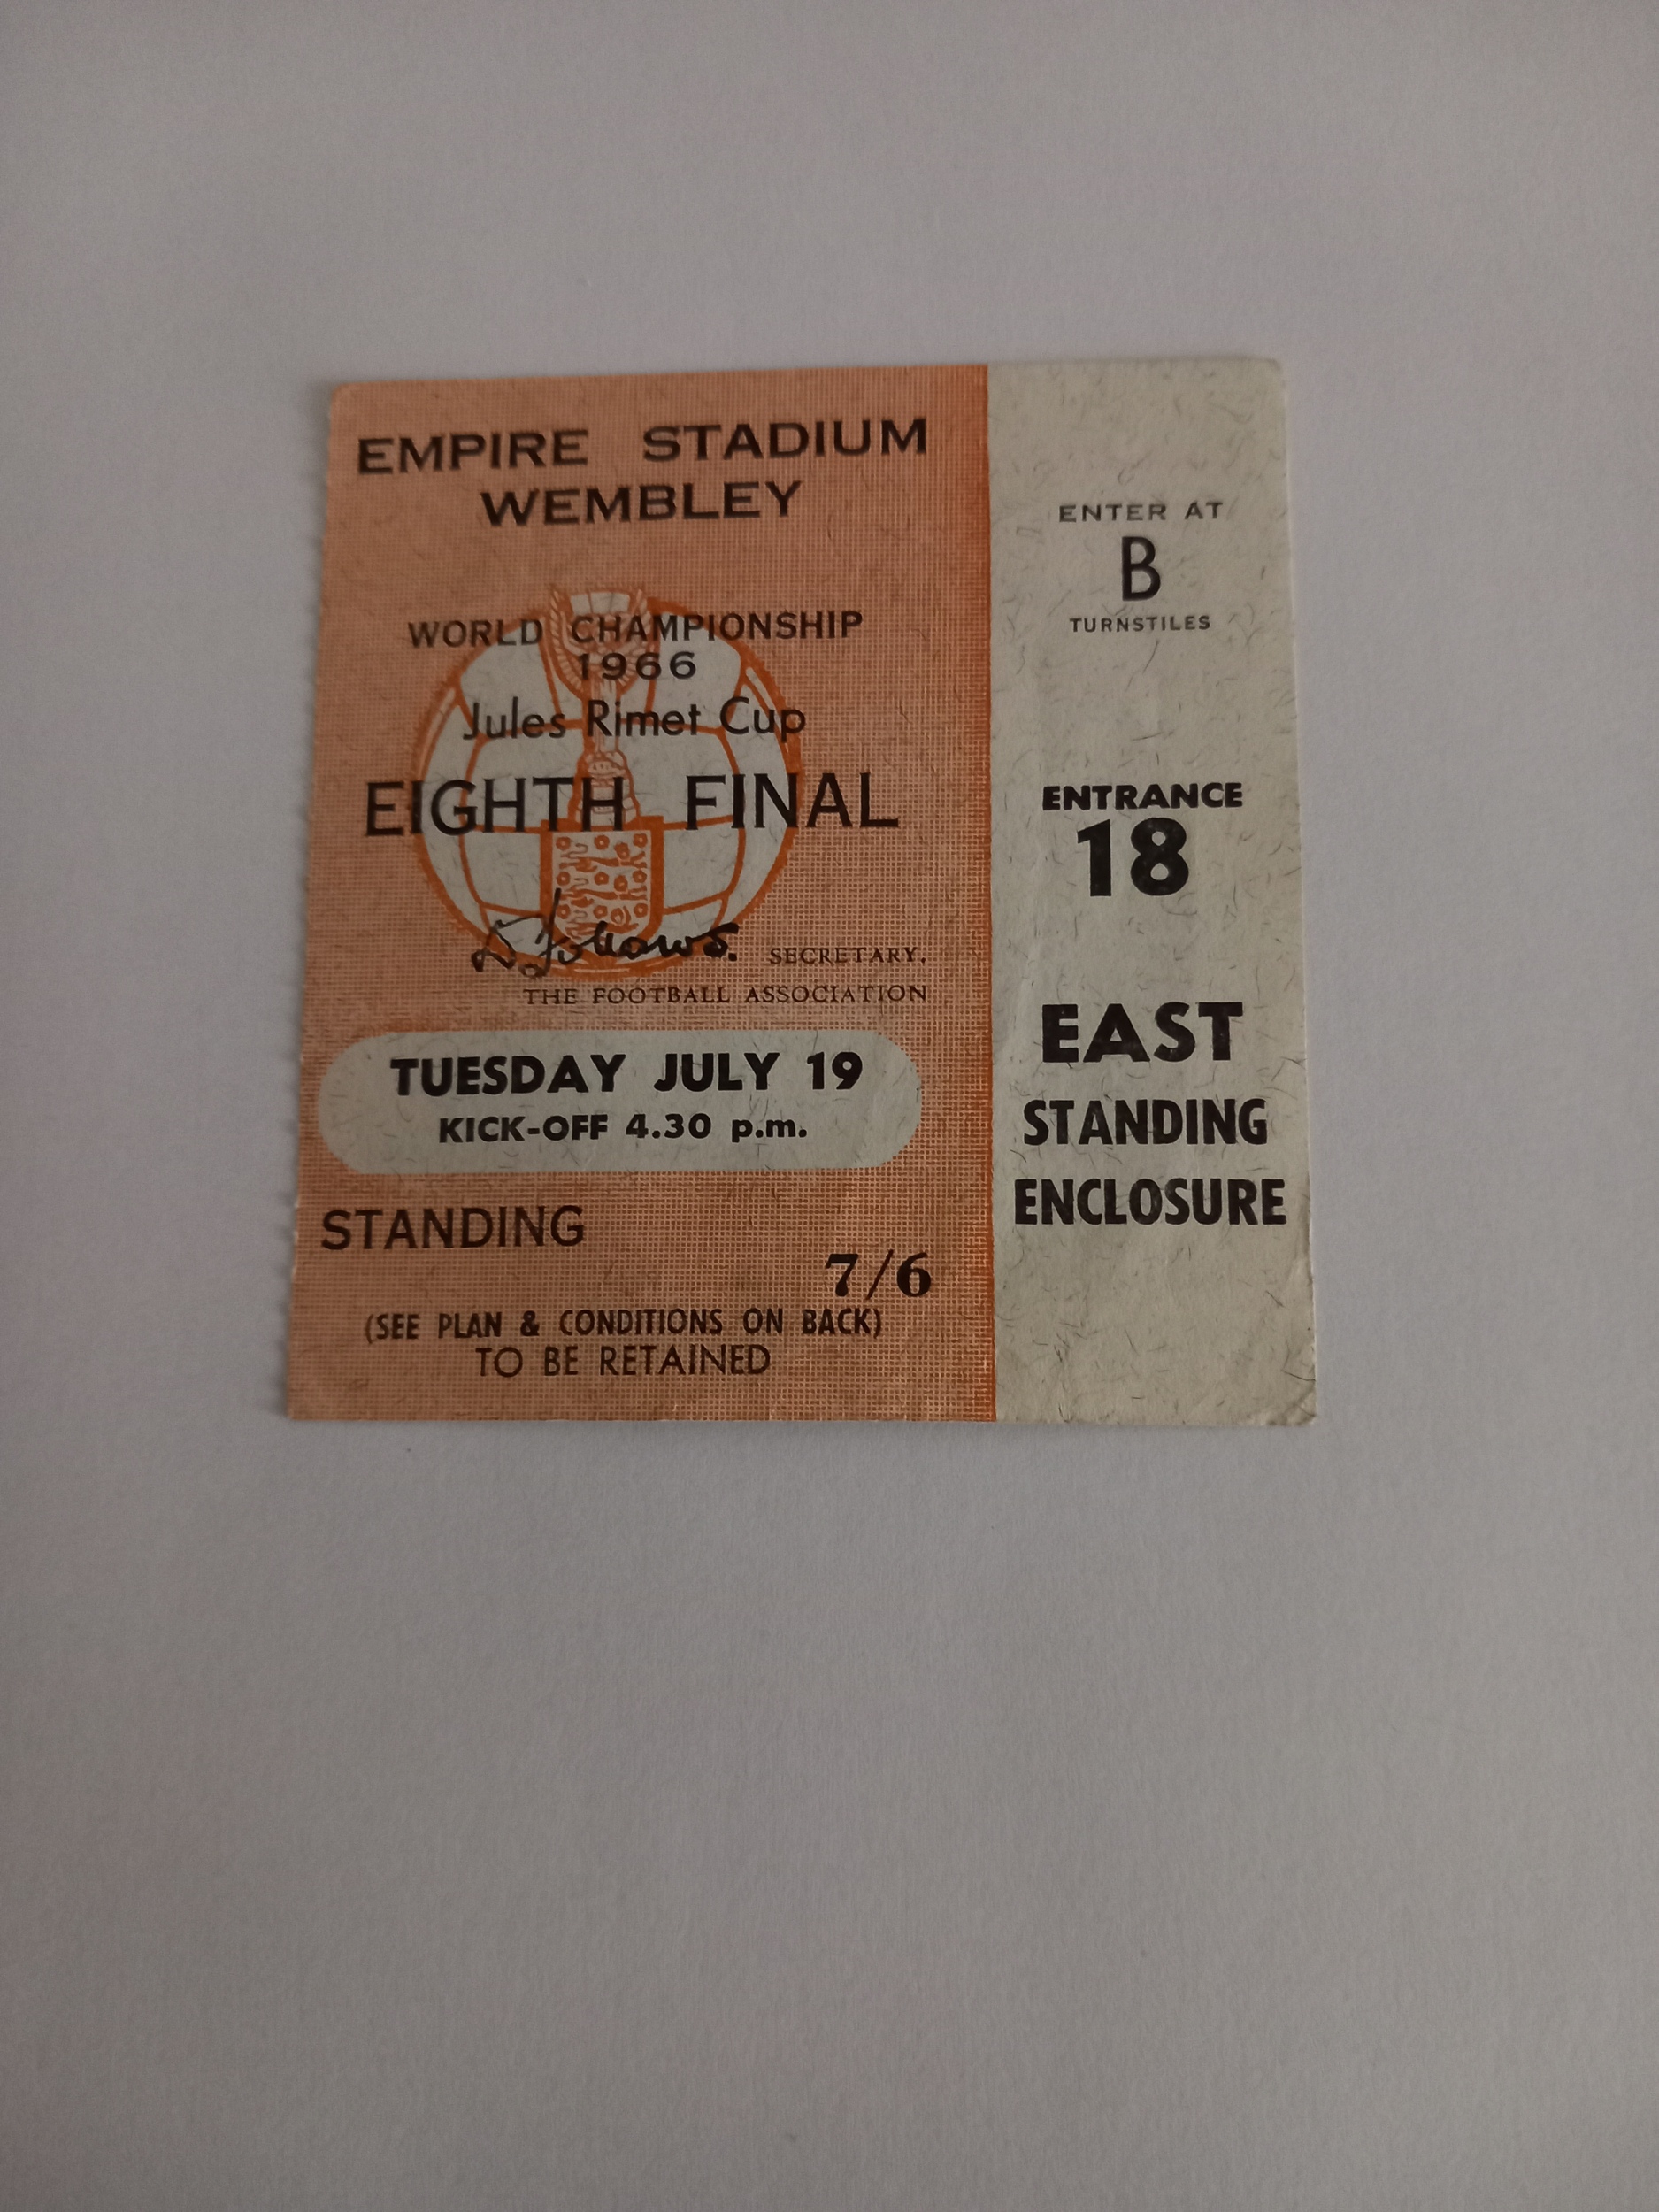 EMPIRE STADIUM
WEMBLEY
WORLD CHAMPIONSHIP
1966
Jules Rimet Cup
EIGHTH FINAL
D Follows. SECRETARY,
THE FOOTBALL ASSOCIATION
TUESDAY JULY 19
KICK-OFF 4.30 p.m.
STANDING
7/6
(SEE PLAN & CONDITIONS ON BACK)
TO BE RETAINED
ENTER AT
B
TURNSTILES
ENTRANCE
18
EAST
STANDING
ENCLOSURE